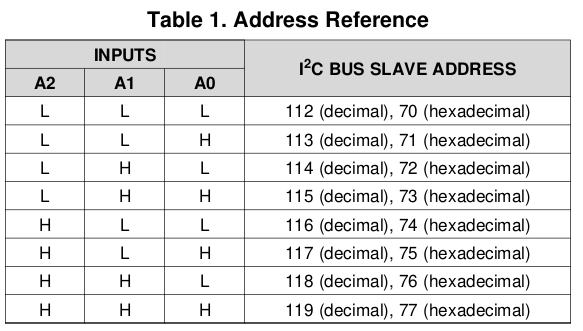 Table 1. Address Reference
INPUTS I²C BUS SLAVE ADDRESS
A2 A1 A0
L L L 112 (decimal), 70 (hexadecimal)
L L H 113 (decimal), 71 (hexadecimal)
L H L 114 (decimal), 72 (hexadecimal)
L H H 115 (decimal), 73 (hexadecimal)
H L L 116 (decimal), 74 (hexadecimal)
H L H 117 (decimal), 75 (hexadecimal)
H H L 118 (decimal), 76 (hexadecimal)
H H H 119 (decimal), 77 (hexadecimal)